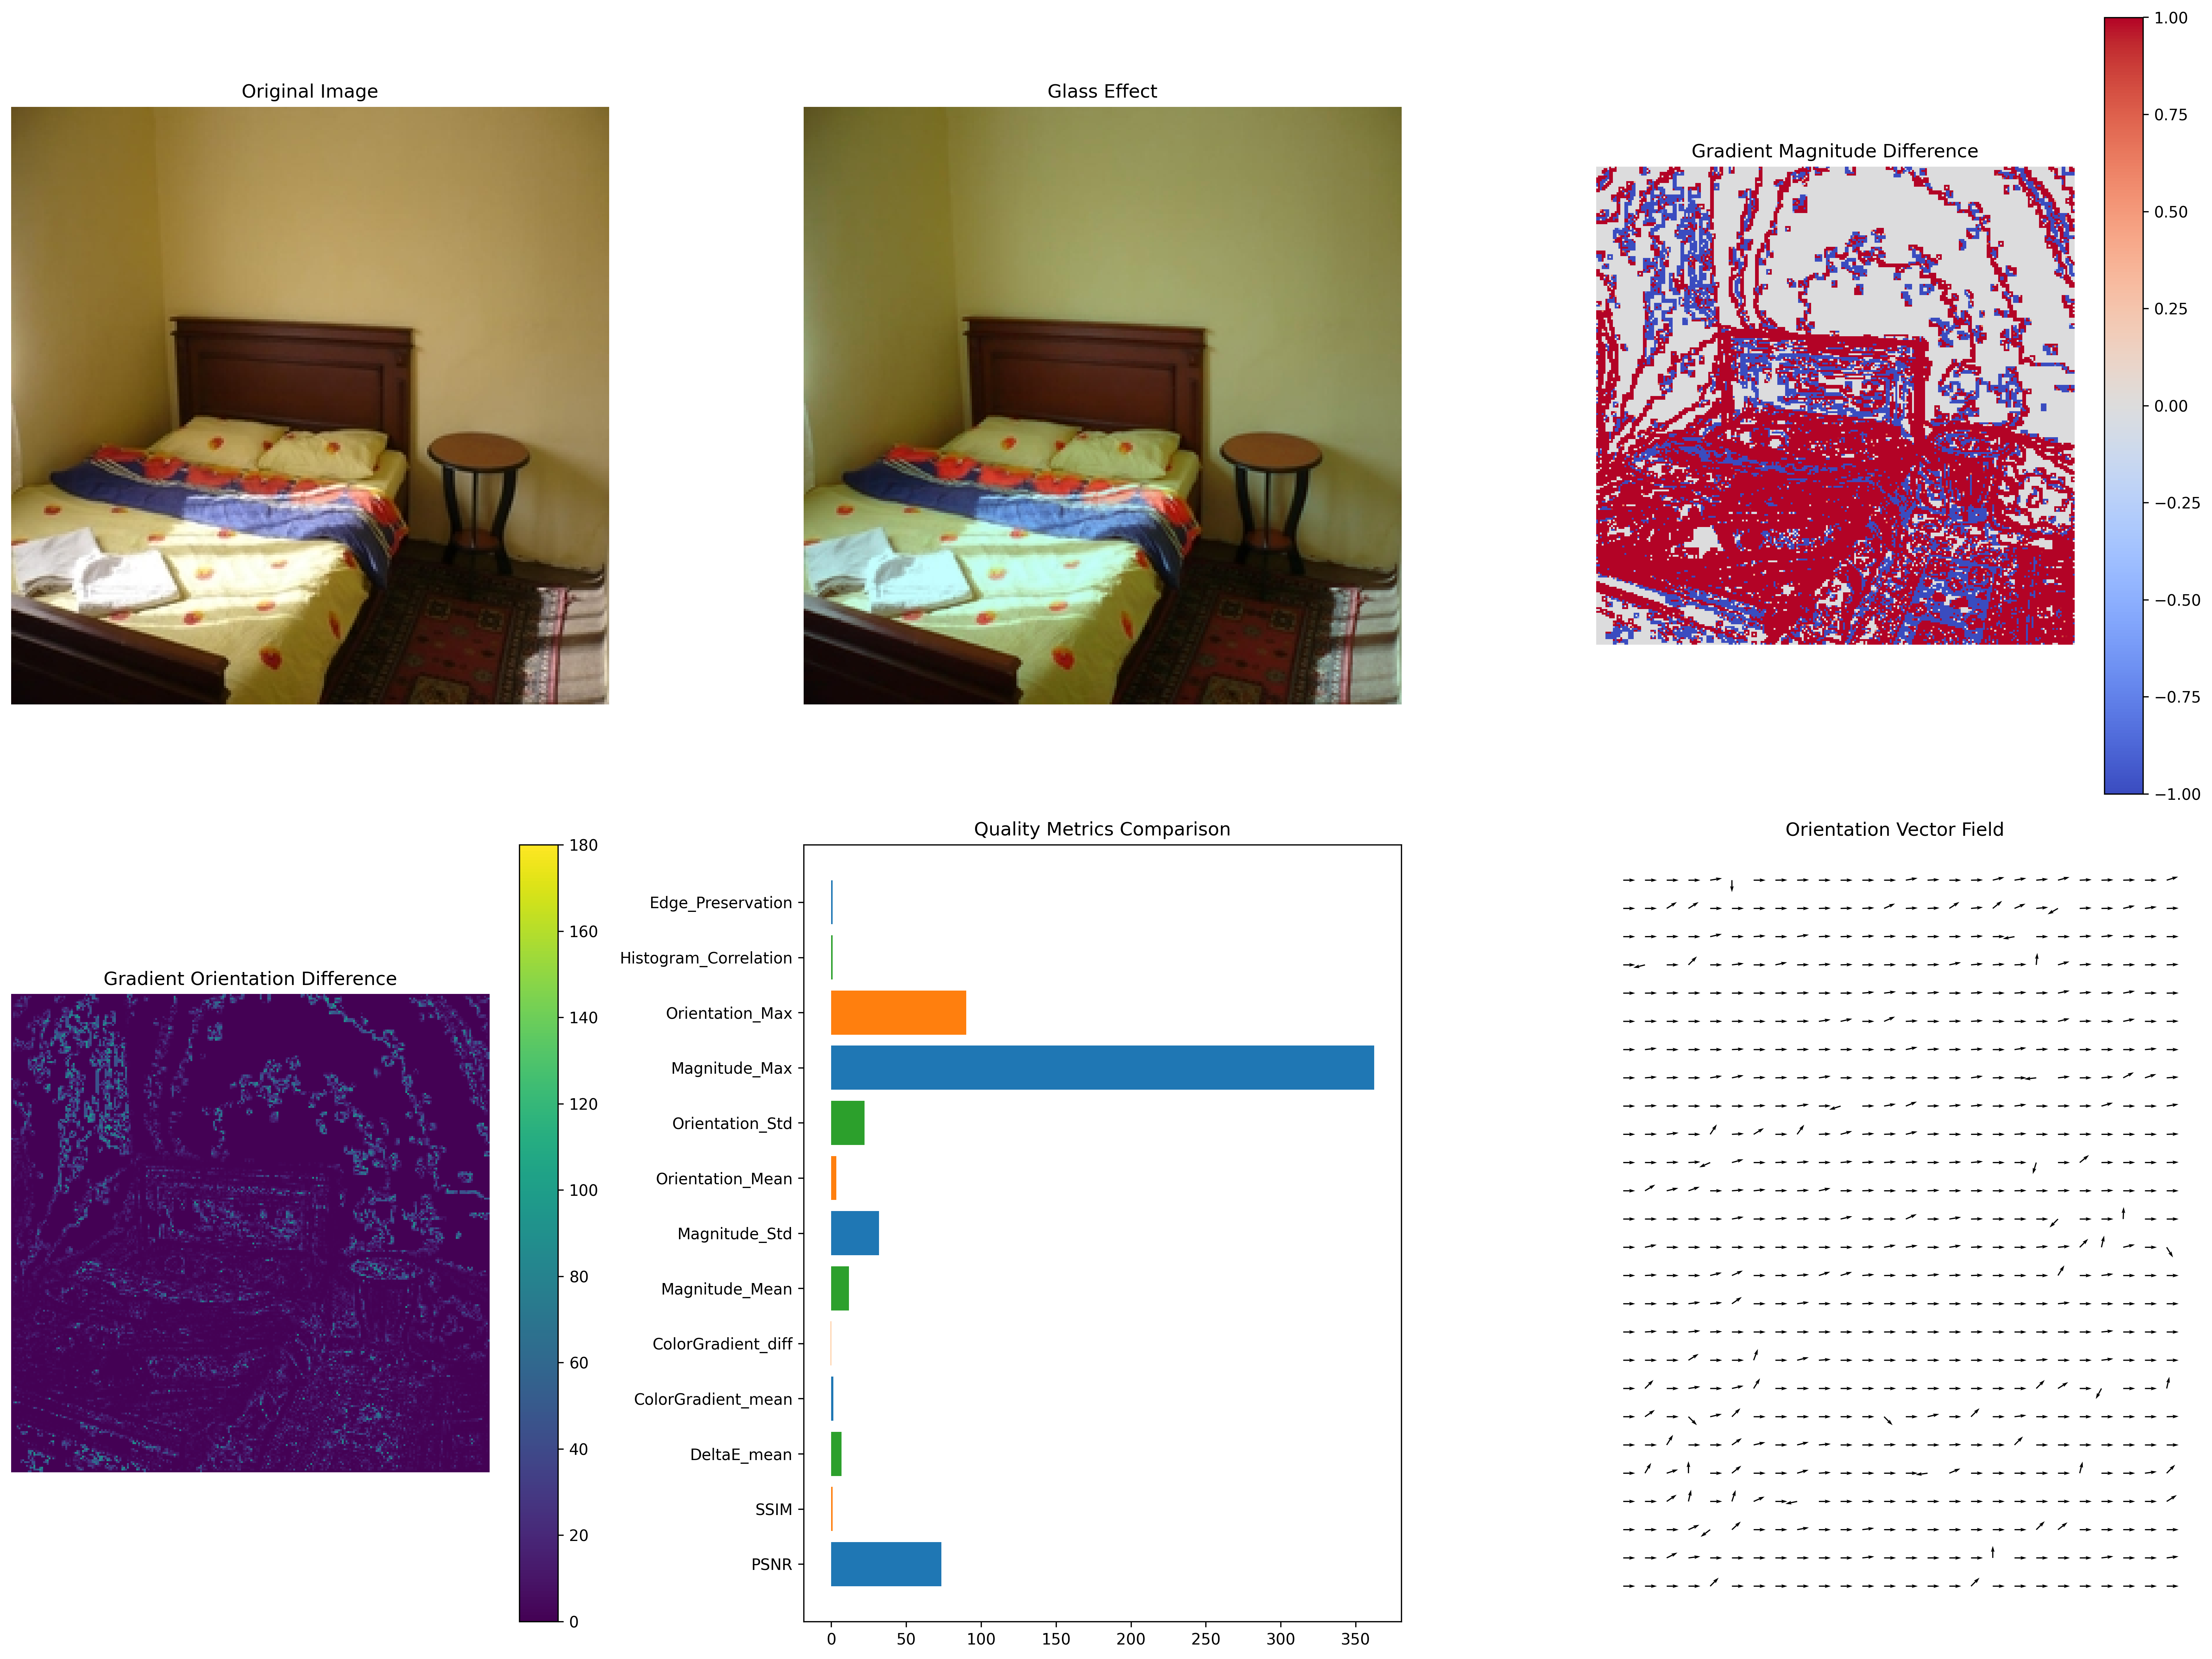 Original Image
Glass Effect
Gradient Magnitude Difference
1.00
0.75
0.50
0.25
0.00
−0.25
−0.50
−0.75
−1.00
Gradient Orientation Difference
180
160
140
120
100
80
60
40
20
0
Quality Metrics Comparison
Edge_Preservation
Histogram_Correlation
Orientation_Max
Magnitude_Max
Orientation_Std
Orientation_Mean
Magnitude_Std
Magnitude_Mean
ColorGradient_diff
ColorGradient_mean
DeltaE_mean
SSIM
PSNR
0 50 100 150 200 250 300 350
Orientation Vector Field